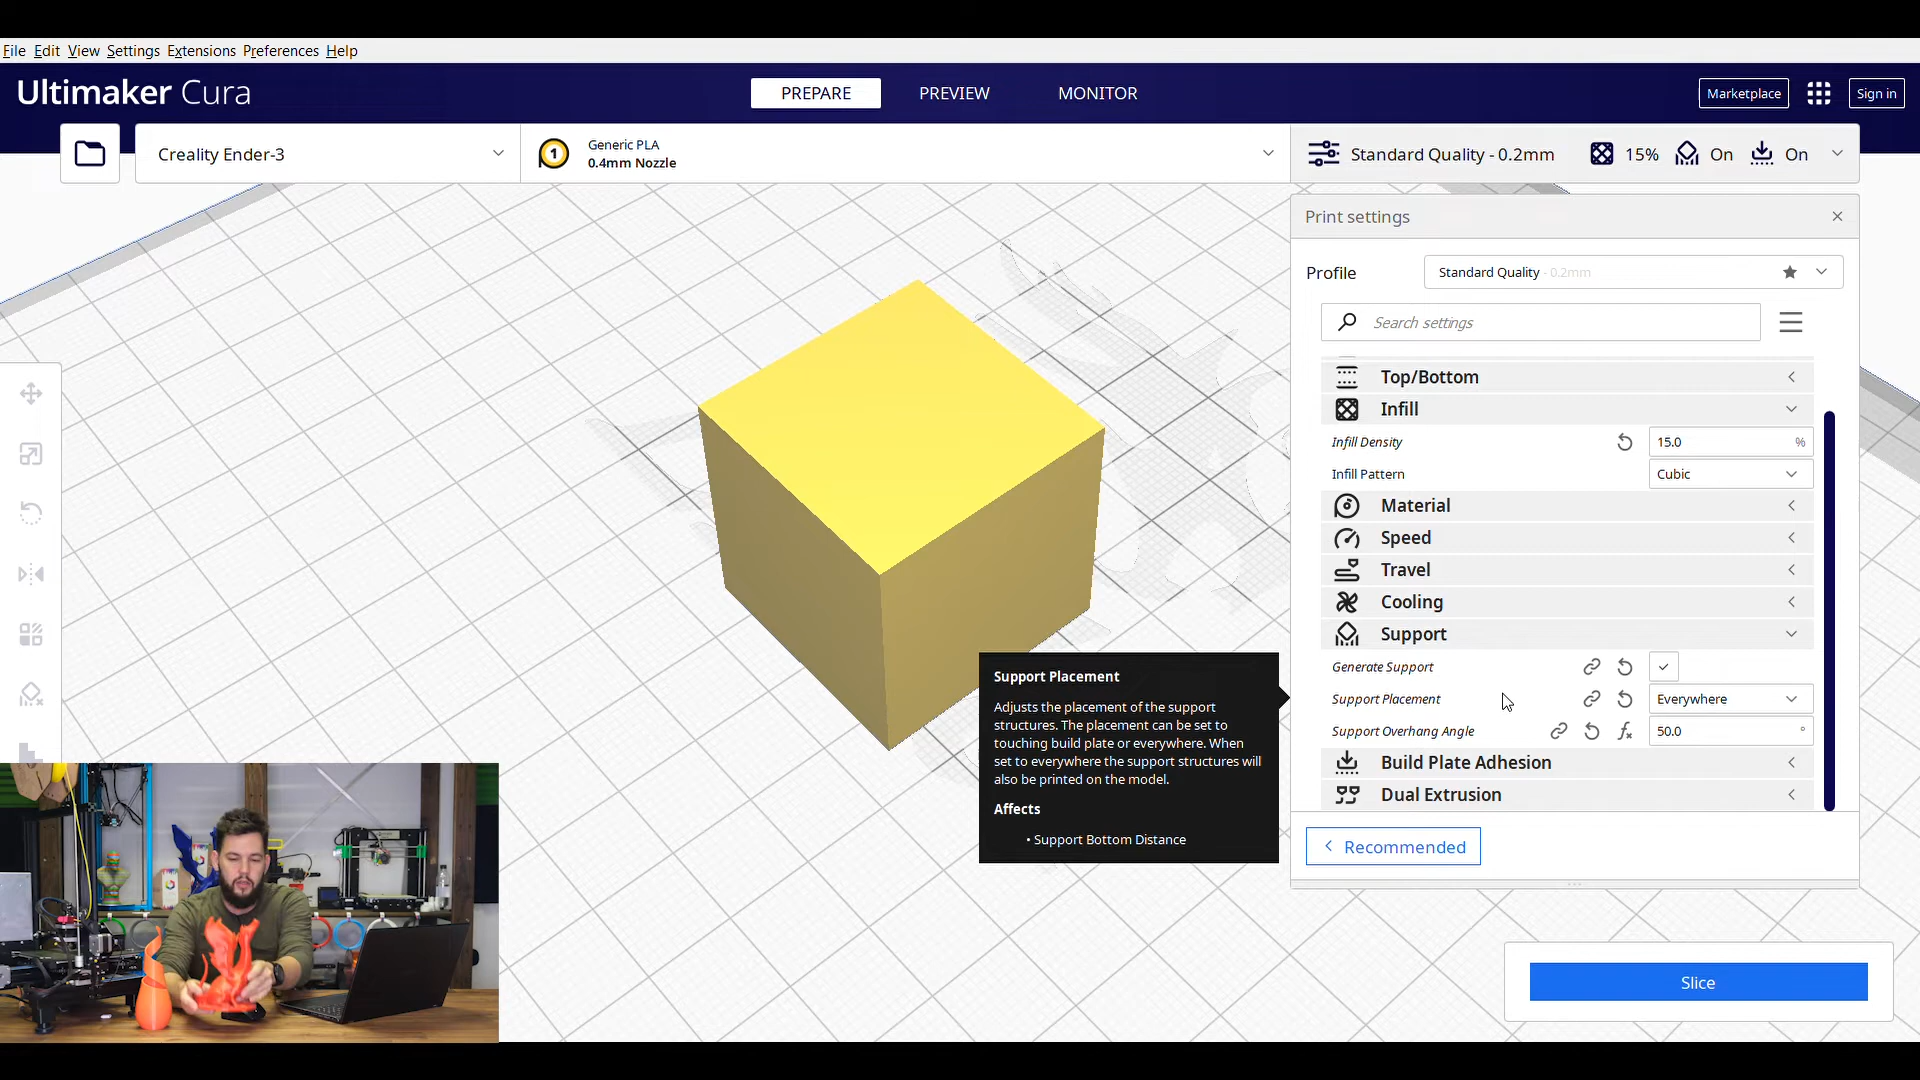 File Edit View Settings Extensions Preferences Help
Ultimaker Cura
PREPARE PREVIEW MONITOR
Marketplace Sign in
Creality Ender-3
1 Generic PLA
0.4mm Nozzle
Standard Quality - 0.2mm 15% On On
Print settings
Profile Standard Quality - 0.2mm
Search settings
Top/Bottom
Infill
Infill Density 15.0 %
Infill Pattern Cubic
Material
Speed
Travel
Cooling
Support
Generate Support
Support Placement Everywhere
Support Overhang Angle fx 50.0 °
Build Plate Adhesion
Dual Extrusion
Recommended
Support Placement
Adjusts the placement of the support
structures. The placement can be set to
touching build plate or everywhere. When
set to everywhere the support structures will
also be printed on the model.
Affects
• Support Bottom Distance
Slice